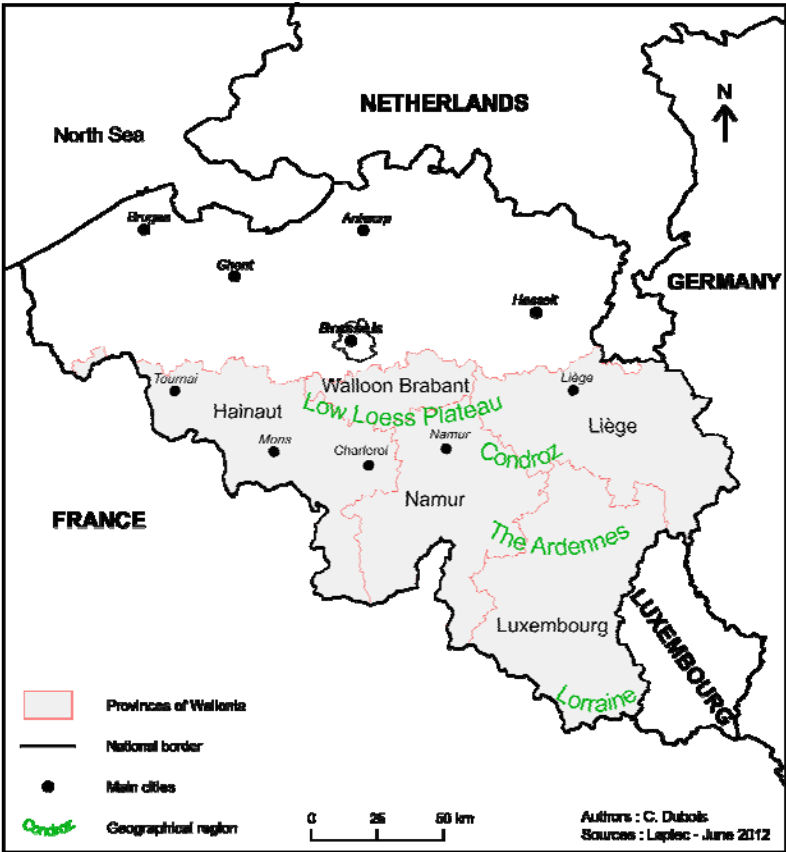 NETHERLANDS
N
North Sea
Bruges
Antwerp
Ghent
GERMANY
Hasselt
Brussels
Tournai
Walloon Brabant
Liège
Hainaut
Low Loess Plateau
Liège
Mons
Charleroi
Namur
Condroz
Namur
FRANCE
The Ardennes
LUXEMBOURG
Luxembourg
Lorraine
Provinces of Wallonia
National border
Main cities
Condroz Geographical region
0 25 50 km
Authors : C. Dubois
Sources : Leplec - June 2012